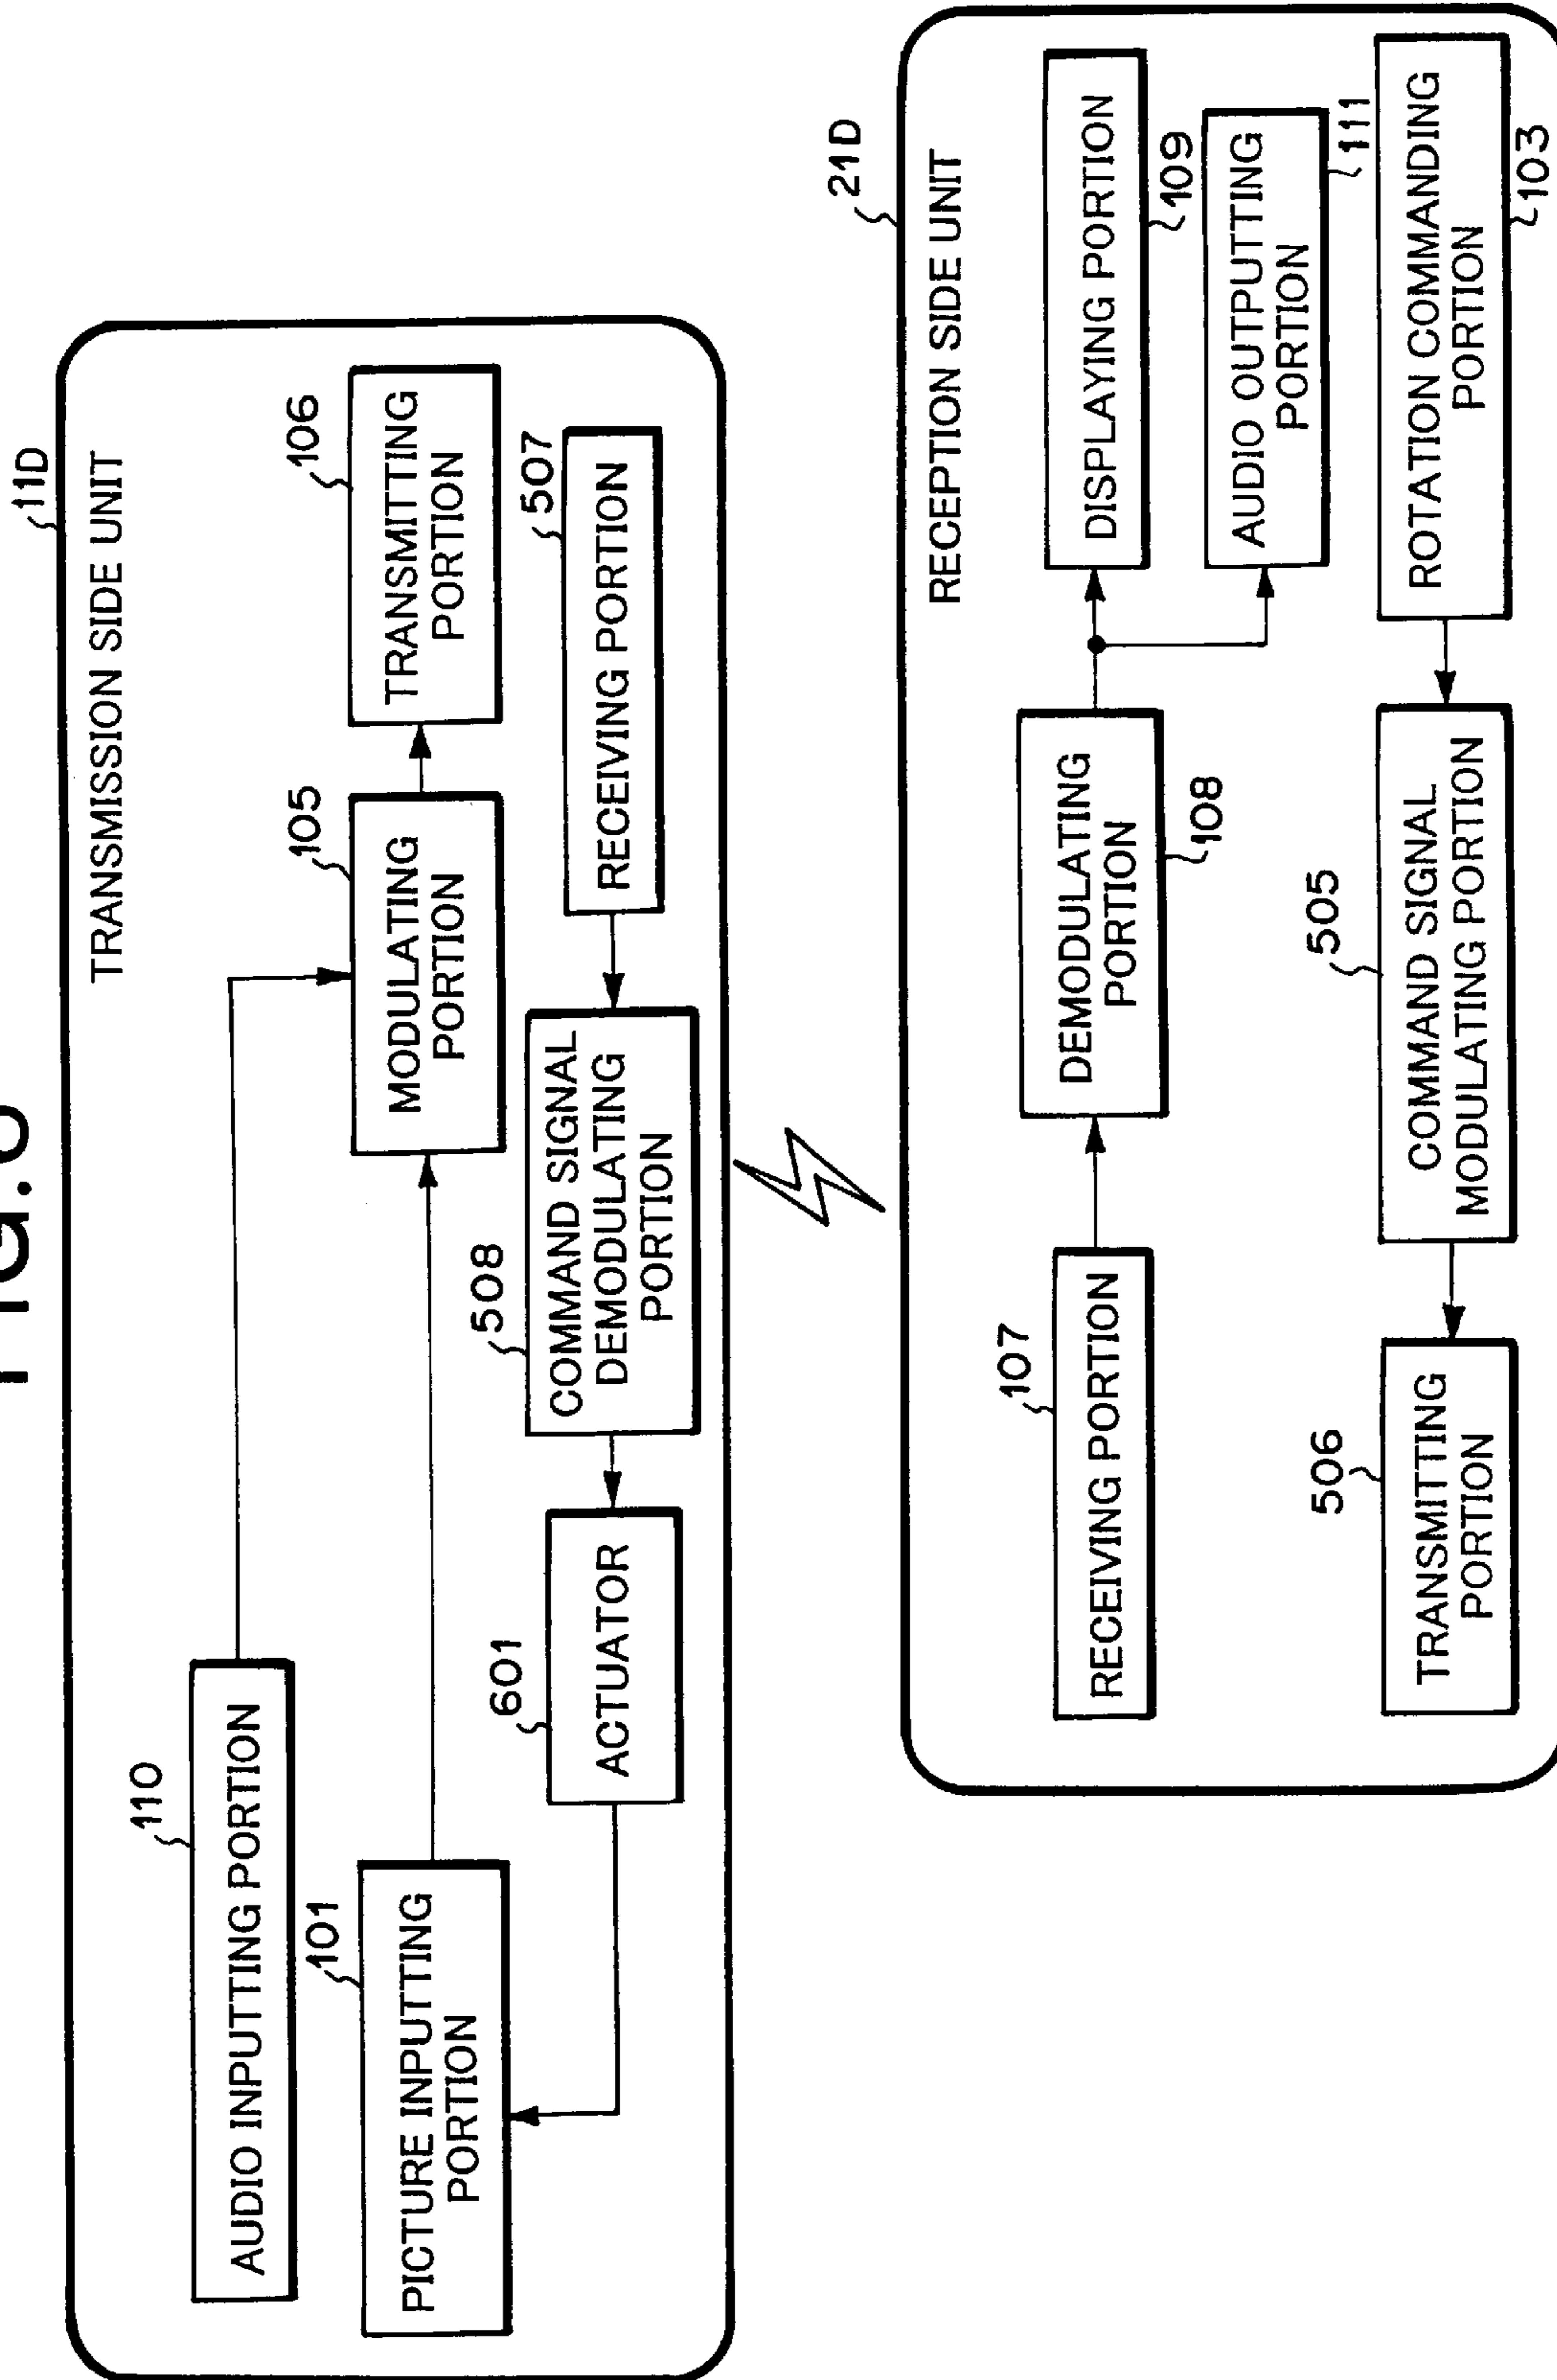 11D
TRANSMISSION SIDE UNIT
110
AUDIO INPUTTING PORTION
101
PICTURE INPUTTING
PORTION
105
MODULATING
PORTION
106
TRANSMITTING
PORTION
601
ACTUATOR
508
COMMAND SIGNAL
DEMODULATING
PORTION
507
RECEIVING PORTION
21D
RECEPTION SIDE UNIT
107
RECEIVING PORTION
DEMODULATING
PORTION
108
DISPLAYING PORTION
109
AUDIO OUTPUTTING
PORTION
111
506
TRANSMITTING
PORTION
505
COMMAND SIGNAL
MODULATING PORTION
ROTATION COMMANDING
PORTION
103